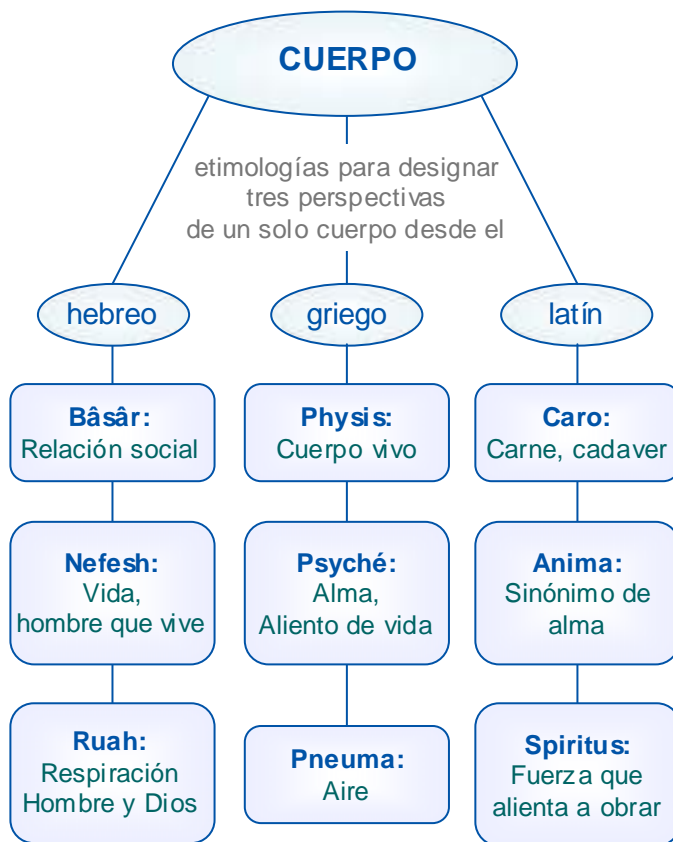 CUERPO
etimologías para designar
tres perspectivas
de un solo cuerpo desde el
hebreo
griego
latín
Bâsâr:
Relación social
Physis:
Cuerpo vivo
Caro:
Carne, cadaver
Nefesh:
Vida,
hombre que vive
Psyché:
Alma,
Aliento de vida
Anima:
Sinónimo de
alma
Ruah:
Respiración
Hombre y Dios
Pneuma:
Aire
Spiritus:
Fuerza que
alienta a obrar